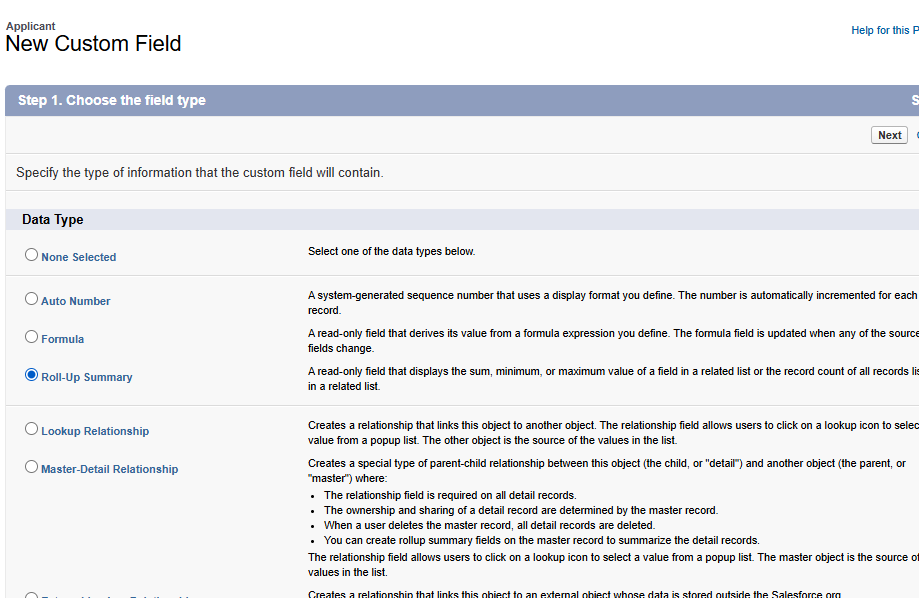 Applicant
New Custom Field
Help for this P
Step 1. Choose the field type
S
Next
Specify the type of information that the custom field will contain.
Data Type
None Selected
Select one of the data types below.
Auto Number
A system-generated sequence number that uses a display format you define. The number is automatically incremented for each
record.
Formula
A read-only field that derives its value from a formula expression you define. The formula field is updated when any of the source
fields change.
Roll-Up Summary
A read-only field that displays the sum, minimum, or maximum value of a field in a related list or the record count of all records lis
in a related list.
Lookup Relationship
Creates a relationship that links this object to another object. The relationship field allows users to click on a lookup icon to selec
value from a popup list. The other object is the source of the values in the list.
Master-Detail Relationship
Creates a special type of parent-child relationship between this object (the child, or "detail") and another object (the parent, or
"master") where:
• The relationship field is required on all detail records.
• The ownership and sharing of a detail record are determined by the master record.
• When a user deletes the master record, all detail records are deleted.
• You can create rollup summary fields on the master record to summarize the detail records.
The relationship field allows users to click on a lookup icon to select a value from a popup list. The master object is the source of
values in the list.
Creates a relationship that links this object to an external object whose data is stored outside the Salesforce org.